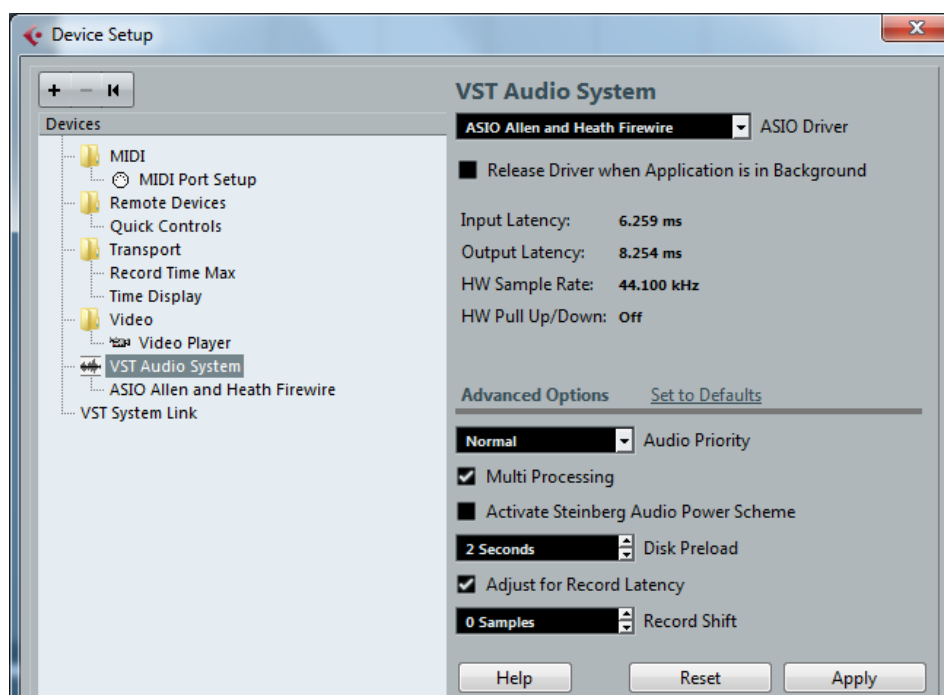 Device Setup
Devices
MIDI
MIDI Port Setup
Remote Devices
Quick Controls
Transport
Record Time Max
Time Display
Video
Video Player
VST Audio System
ASIO Allen and Heath Firewire
VST System Link
VST Audio System
ASIO Allen and Heath Firewire ASIO Driver
Release Driver when Application is in Background
Input Latency: 6.259 ms
Output Latency: 8.254 ms
HW Sample Rate: 44.100 kHz
HW Pull Up/Down: Off
Advanced Options Set to Defaults
Normal Audio Priority
Multi Processing
Activate Steinberg Audio Power Scheme
2 Seconds Disk Preload
Adjust for Record Latency
0 Samples Record Shift
Help Reset Apply